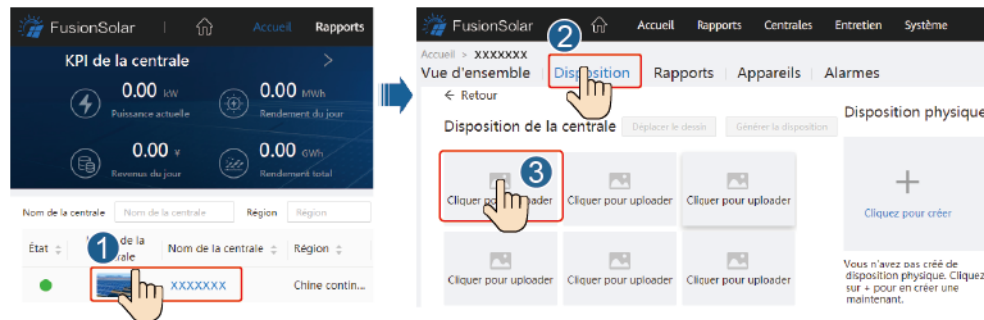 FusionSolar
Accueil
Rapports
KPI de la centrale
>
0.00 kW
Puissance actuelle
0.00 MWh
Rendement du jour
0.00 ¥
Revenus du jour
0.00 GWh
Rendement total
Nom de la centrale
Nom de la centrale
Région
Région
État
de la
1
Nom de la centrale
Région
XXXXXXX
Chine contin...
FusionSolar
Accueil
Rapports
Centrales
Entretien
Système
2
Accueil > XXXXXXX
Vue d'ensemble
Disposition
Rapports
Appareils
Alarmes
← Retour
Disposition de la centrale
Déplacer le dessin
Générer la disposition
Disposition physique
3
Cliquer pour uploader
Cliquer pour uploader
Cliquer pour uploader
Cliquer pour uploader
Cliquer pour uploader
Cliquer pour uploader
+
Cliquez pour créer
Vous n'avez pas créé de
disposition physique. Cliquez
sur + pour en créer une
maintenant.